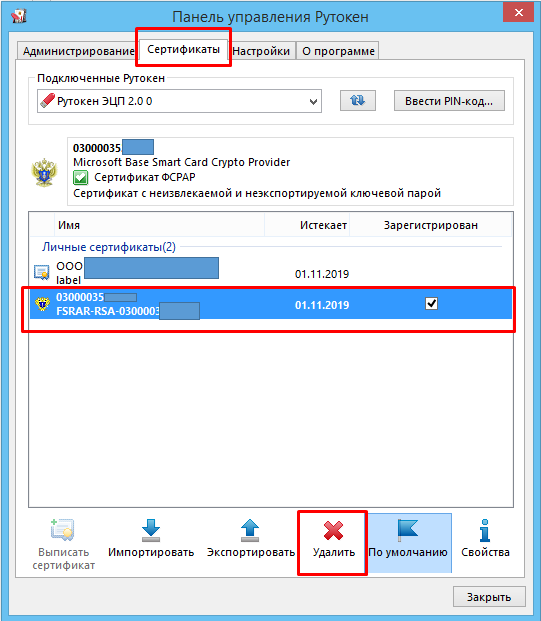 Панель управления Рутокен
Администрирование Сертификаты Настройки О программе
Подключенные Рутокен
Рутокен ЭЦП 2.0 0 Ввести PIN-код...
03000035
Microsoft Base Smart Card Crypto Provider
Сертификат ФСРАР
Сертификат с неизвлекаемой и неэкспортируемой ключевой парой
Имя Истекает Зарегистрирован
Личные сертификаты(2)
ООО
label 01.11.2019
03000035
FSRAR-RSA-0300003 01.11.2019
Выписать сертификат Импортировать Экспортировать Удалить По умолчанию Свойства
Закрыть